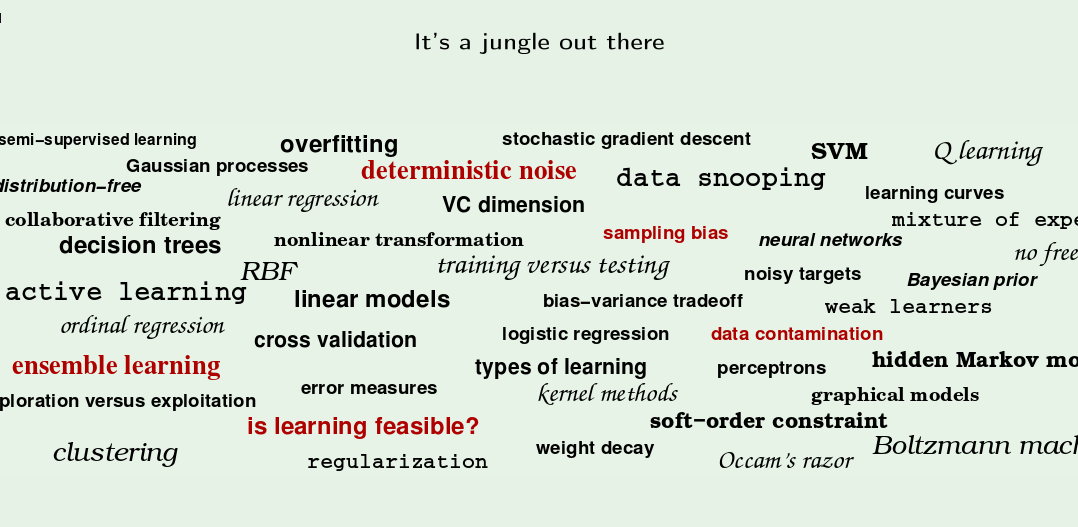 It's a jungle out there
semi-supervised learning
overfitting
stochastic gradient descent
SVM
Q learning
Gaussian processes
deterministic noise
data snooping
distribution-free
linear regression
VC dimension
learning curves
collaborative filtering
mixture of expe
decision trees
nonlinear transformation
sampling bias
neural networks
no free
RBF
training versus testing
noisy targets
Bayesian prior
active learning
linear models
bias-variance tradeoff
weak learners
ordinal regression
cross validation
logistic regression
data contamination
ensemble learning
types of learning
perceptrons
hidden Markov mo
ploration versus exploitation
error measures
kernel methods
graphical models
is learning feasible?
soft-order constraint
clustering
regularization
weight decay
Occam's razor
Boltzmann mach